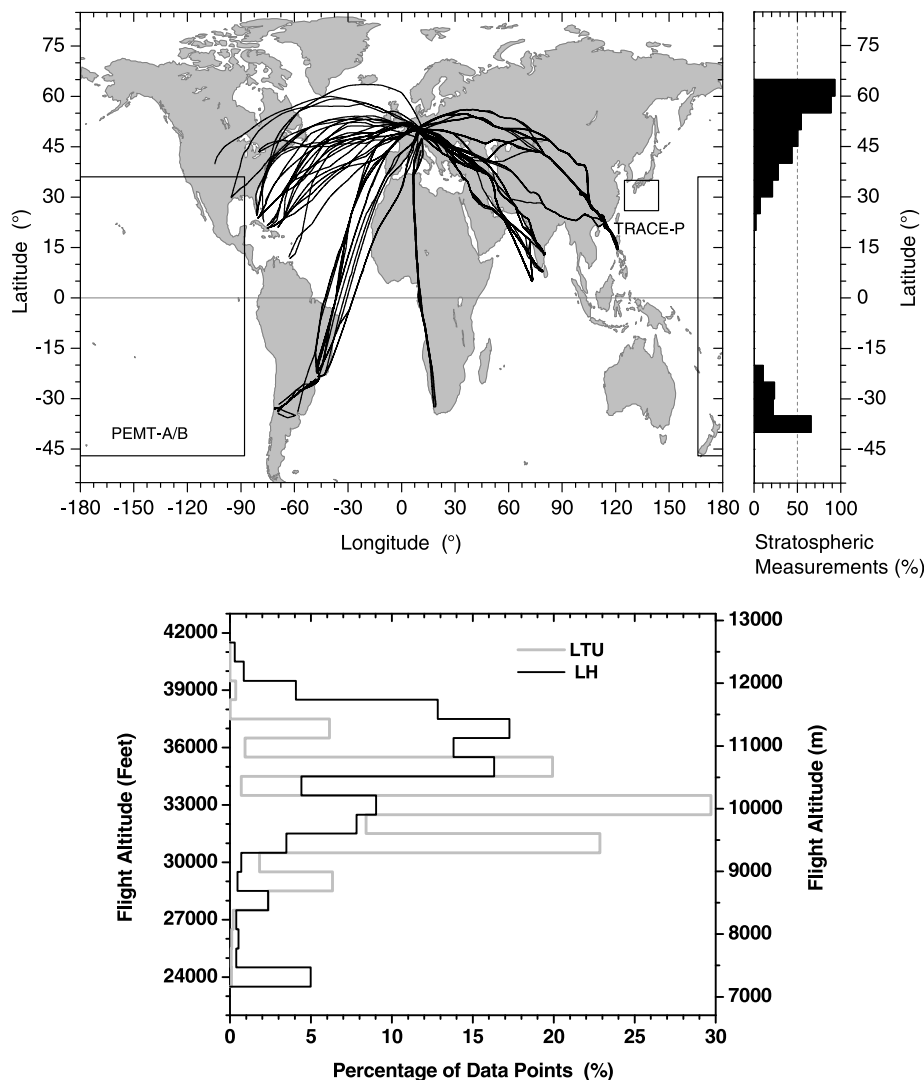 75
60
45
30
15
0
-15
-30
-45
Latitude (°)
TRACE-P
PEMT-A/B
-180 -150 -120 -90 -60 -30 0 30 60 90 120 150 180
Longitude (°)
75
60
45
30
15
0
-15
-30
-45
Latitude (°)
0 50 100
Stratospheric
Measurements (%)
42000
39000
36000
33000
30000
27000
24000
Flight Altitude (Feet)
LTU
LH
13000
12000
11000
10000
9000
8000
7000
Flight Altitude (m)
0 5 10 15 20 25 30
Percentage of Data Points (%)